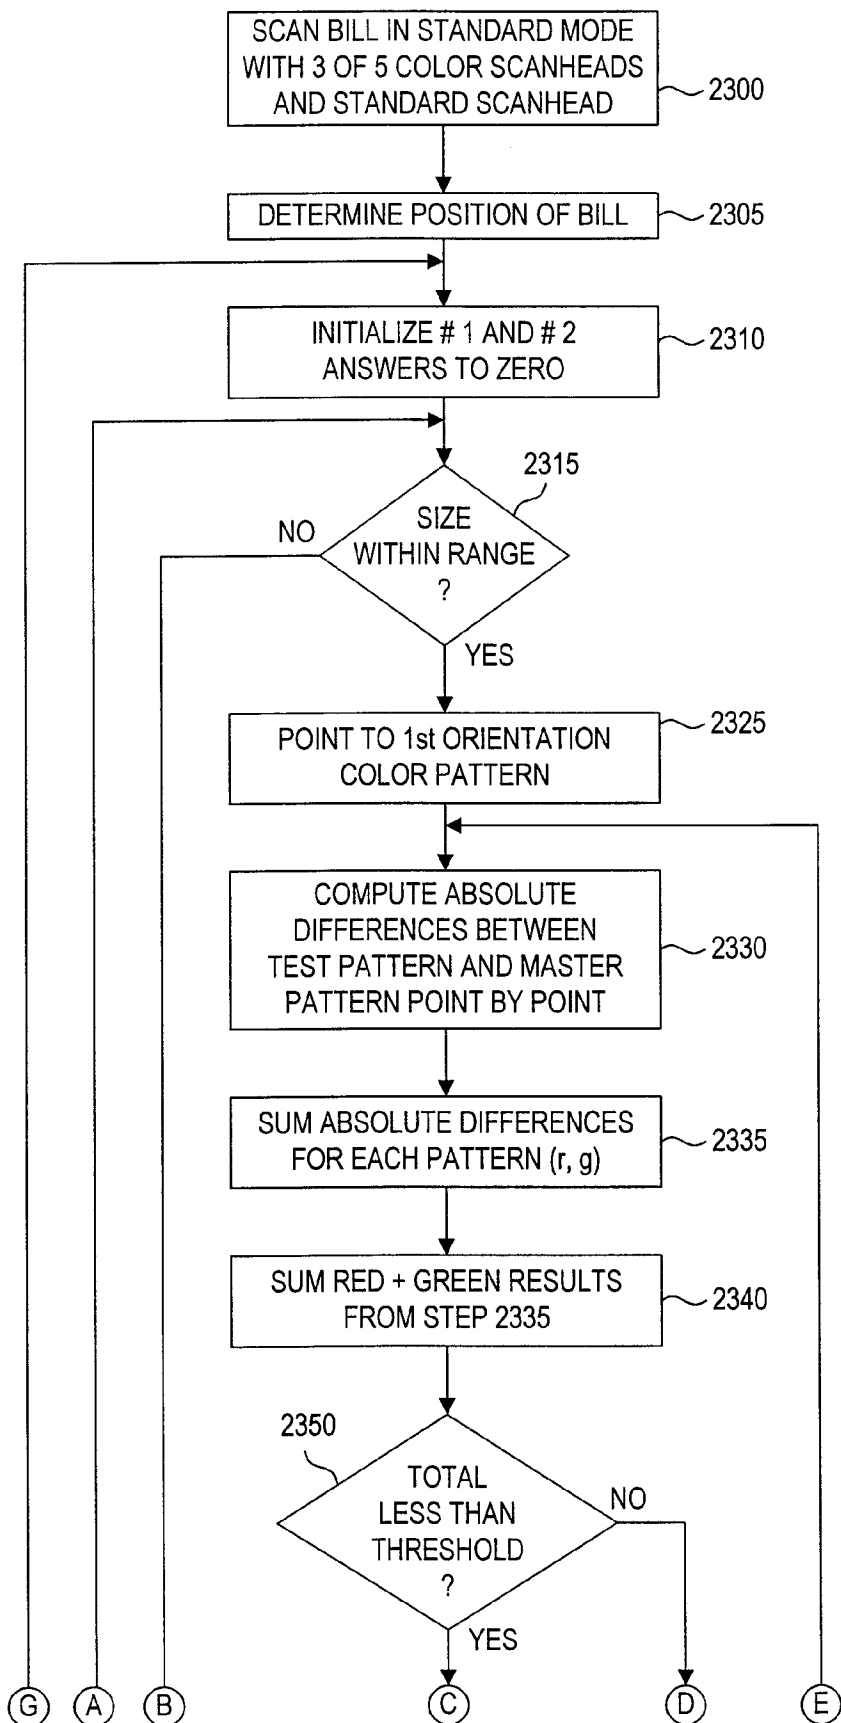 SCAN BILL IN STANDARD MODE
WITH 3 OF 5 COLOR SCANHEADS
AND STANDARD SCANHEAD
2300
DETERMINE POSITION OF BILL
2305
INITIALIZE # 1 AND # 2
ANSWERS TO ZERO
2310
2315
SIZE
WITHIN RANGE
?
NO
YES
POINT TO 1st ORIENTATION
COLOR PATTERN
2325
COMPUTE ABSOLUTE
DIFFERENCES BETWEEN
TEST PATTERN AND MASTER
PATTERN POINT BY POINT
2330
SUM ABSOLUTE DIFFERENCES
FOR EACH PATTERN (r, g)
2335
SUM RED + GREEN RESULTS
FROM STEP 2335
2340
2350
TOTAL
LESS THAN
THRESHOLD
?
NO
YES
G
A
B
C
D
E